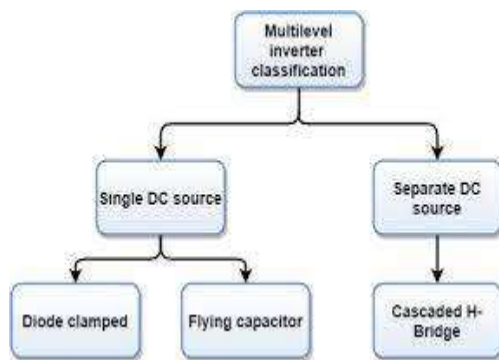 Multilevel
inverter
classification
Single DC source
Separate DC
source
Diode clamped
Flying capacitor
Cascaded H-
Bridge